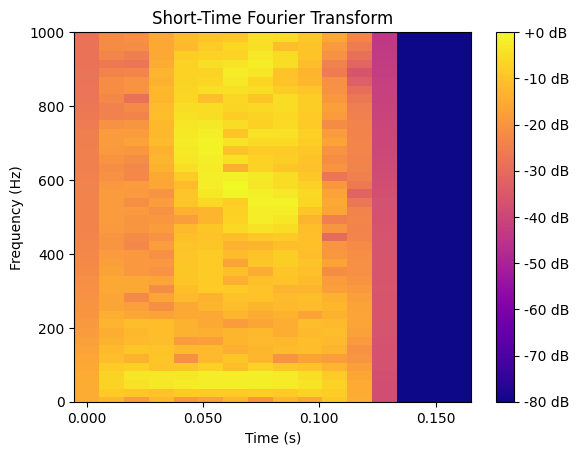 Short-Time Fourier Transform
1000
800
600
400
200
0
Frequency (Hz)
0.000
0.050
0.100
0.150
Time (s)
+0 dB
-10 dB
-20 dB
-30 dB
-40 dB
-50 dB
-60 dB
-70 dB
-80 dB